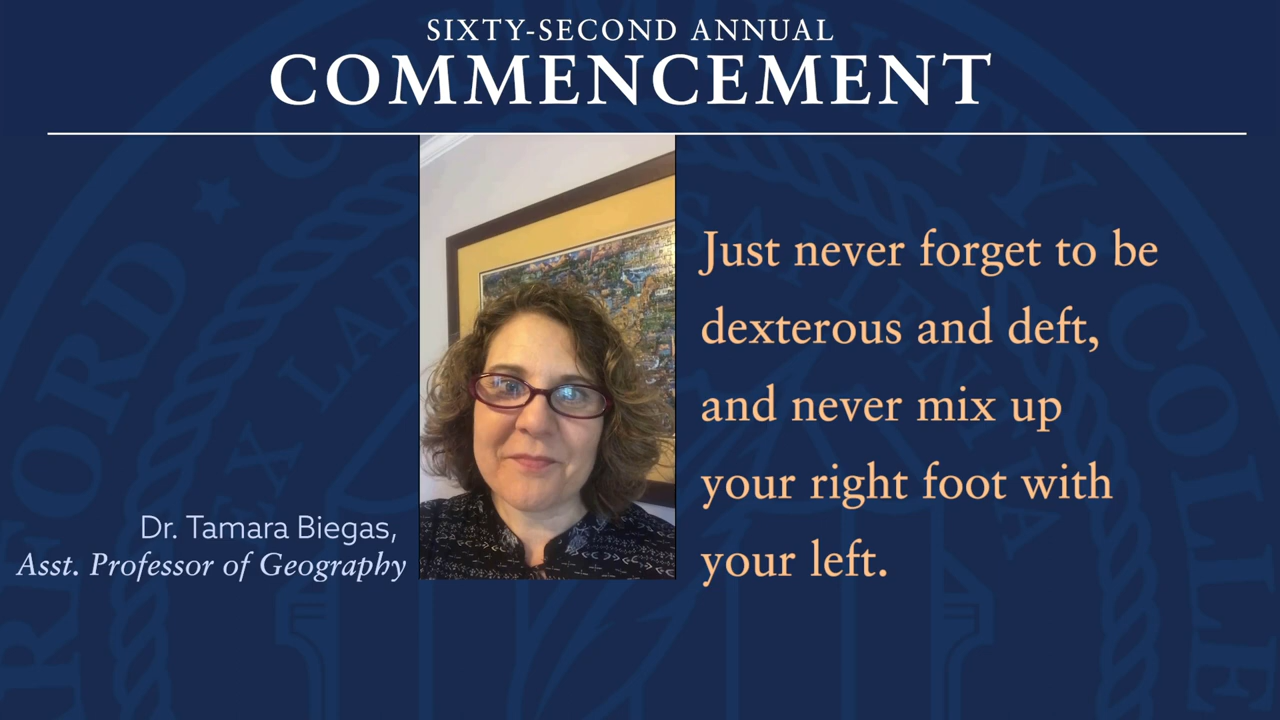 SIXTY-SECOND ANNUAL
COMMENCEMENT
Dr. Tamara Biegas,
Asst. Professor of Geography
Just never forget to be
dexterous and deft,
and never mix up
your right foot with
your left.